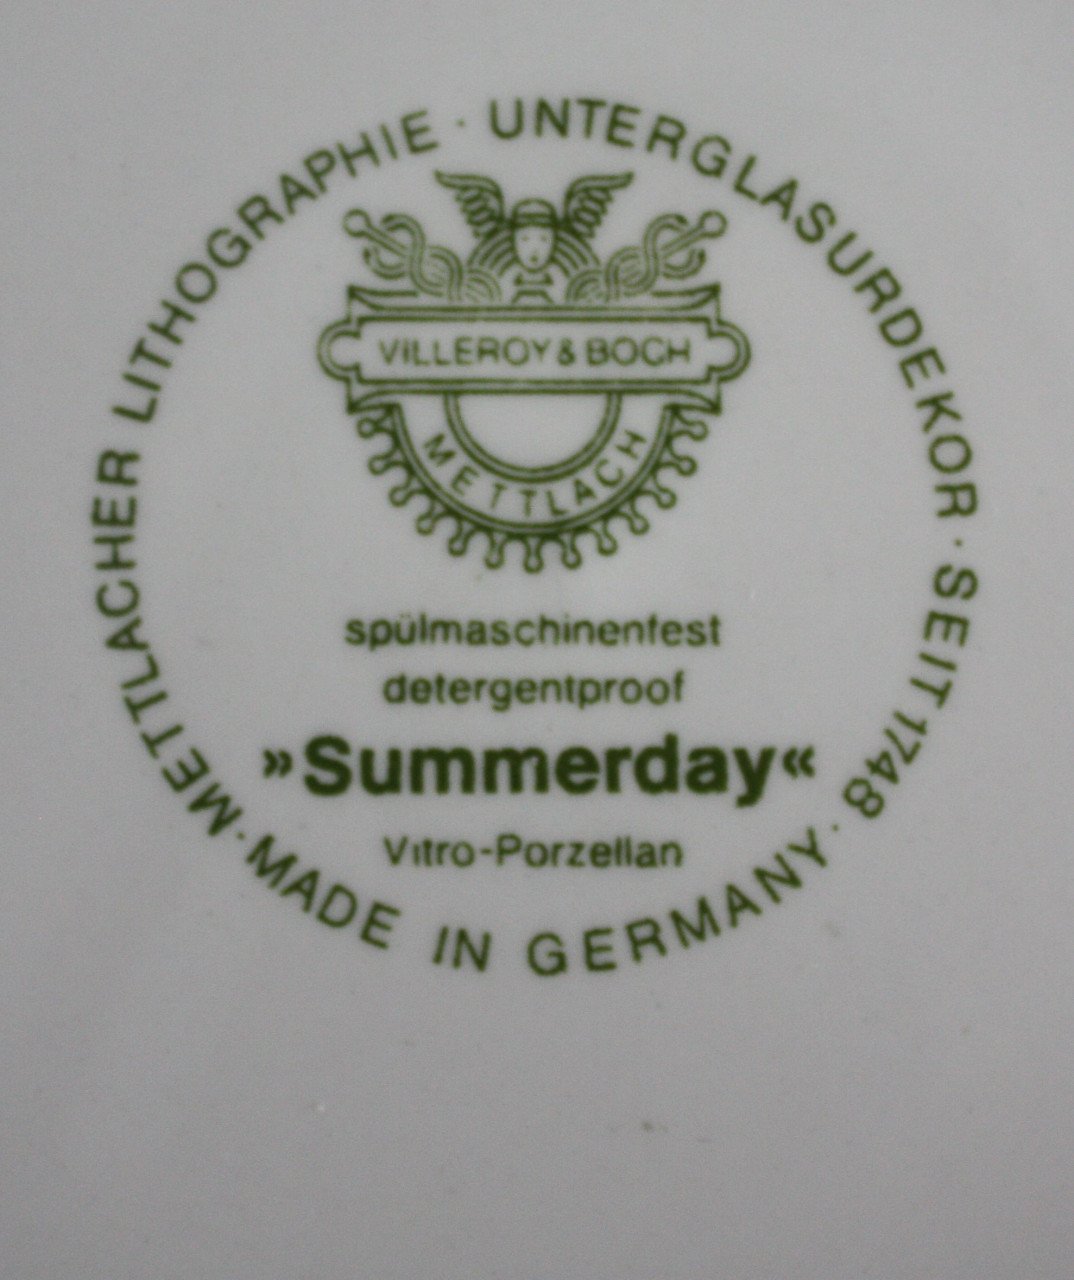 METTLACHER LITHOGRAPHIE · UNTERGLASURDEKOR · SEIT 1748 · MADE IN GERMANY ·
VILLEROY & BOCH
METTLACH
spülmaschinenfest
detergentproof
»Summerday«
Vitro-Porzellan